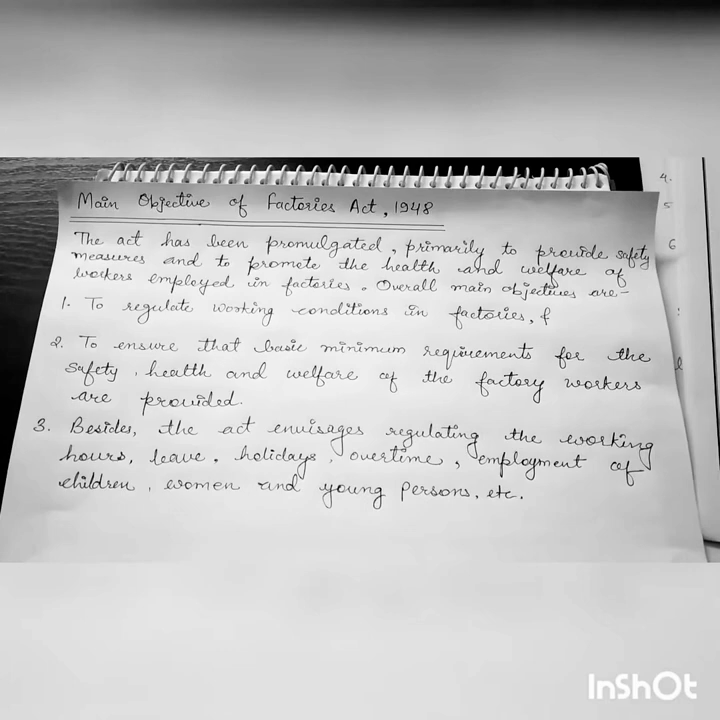 Main Objective of Factories Act, 1948
The act has been promulgated, primarily to provide safety
measures and to promote the health and welfare of
workers employed in factories. Overall main objectives are-
1. To regulate working conditions in factories, &
2. To ensure that basic minimum requirements for the
safety, health and welfare of the factory workers
are provided.
3. Besides, the act envisages regulating the working
hours, leave, holidays, overtime, employment of
children, women and young persons, etc.
4.
5
6
InShOt